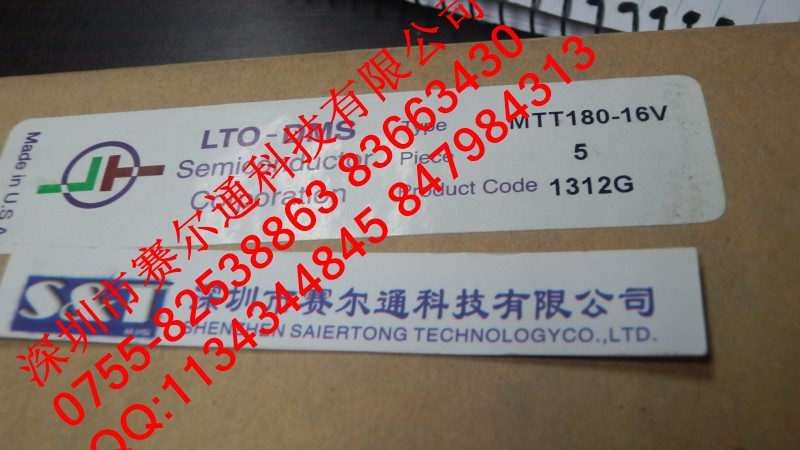 Made in U.S.A
LTO-DMS
Semiconductor
Corporation
Type MTT180-16V
Piece 5
Product Code 1312G
深圳市赛尔通科技有限公司
SHENZHEN SAIERTONG TECHNOLOGYCO.,LTD.
深圳市赛尔通科技有限公司
0755-82538863 83663430
QQ:1134344845 847984313